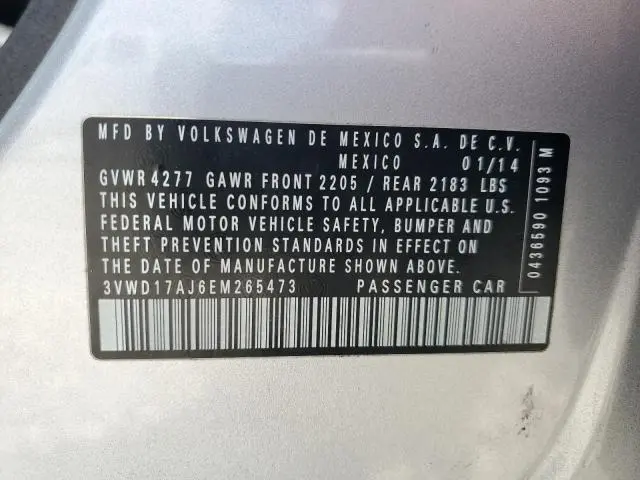 MFD BY VOLKSWAGEN DE MEXICO S.A. DE C.V.
MEXICO 01/14
GVWR 4277 GAWR FRONT 2205 / REAR 2183 LBS
THIS VEHICLE CONFORMS TO ALL APPLICABLE U.S.
FEDERAL MOTOR VEHICLE SAFETY, BUMPER AND
THEFT PREVENTION STANDARDS IN EFFECT ON
THE DATE OF MANUFACTURE SHOWN ABOVE.
3VWD17AJ6EM265473 PASSENGER CAR
0436590 1093 M